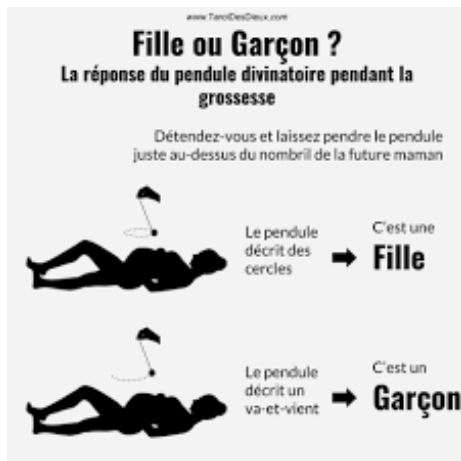 www.TarotDesDieux.com
Fille ou Garçon ?
La réponse du pendule divinatoire pendant la
grossesse
Détendez-vous et laissez pendre le pendule
juste au-dessus du nombril de la future maman
Le pendule
décrit des
cercles
C'est une
Fille
Le pendule
décrit un
va-et-vient
C'est un
Garçon